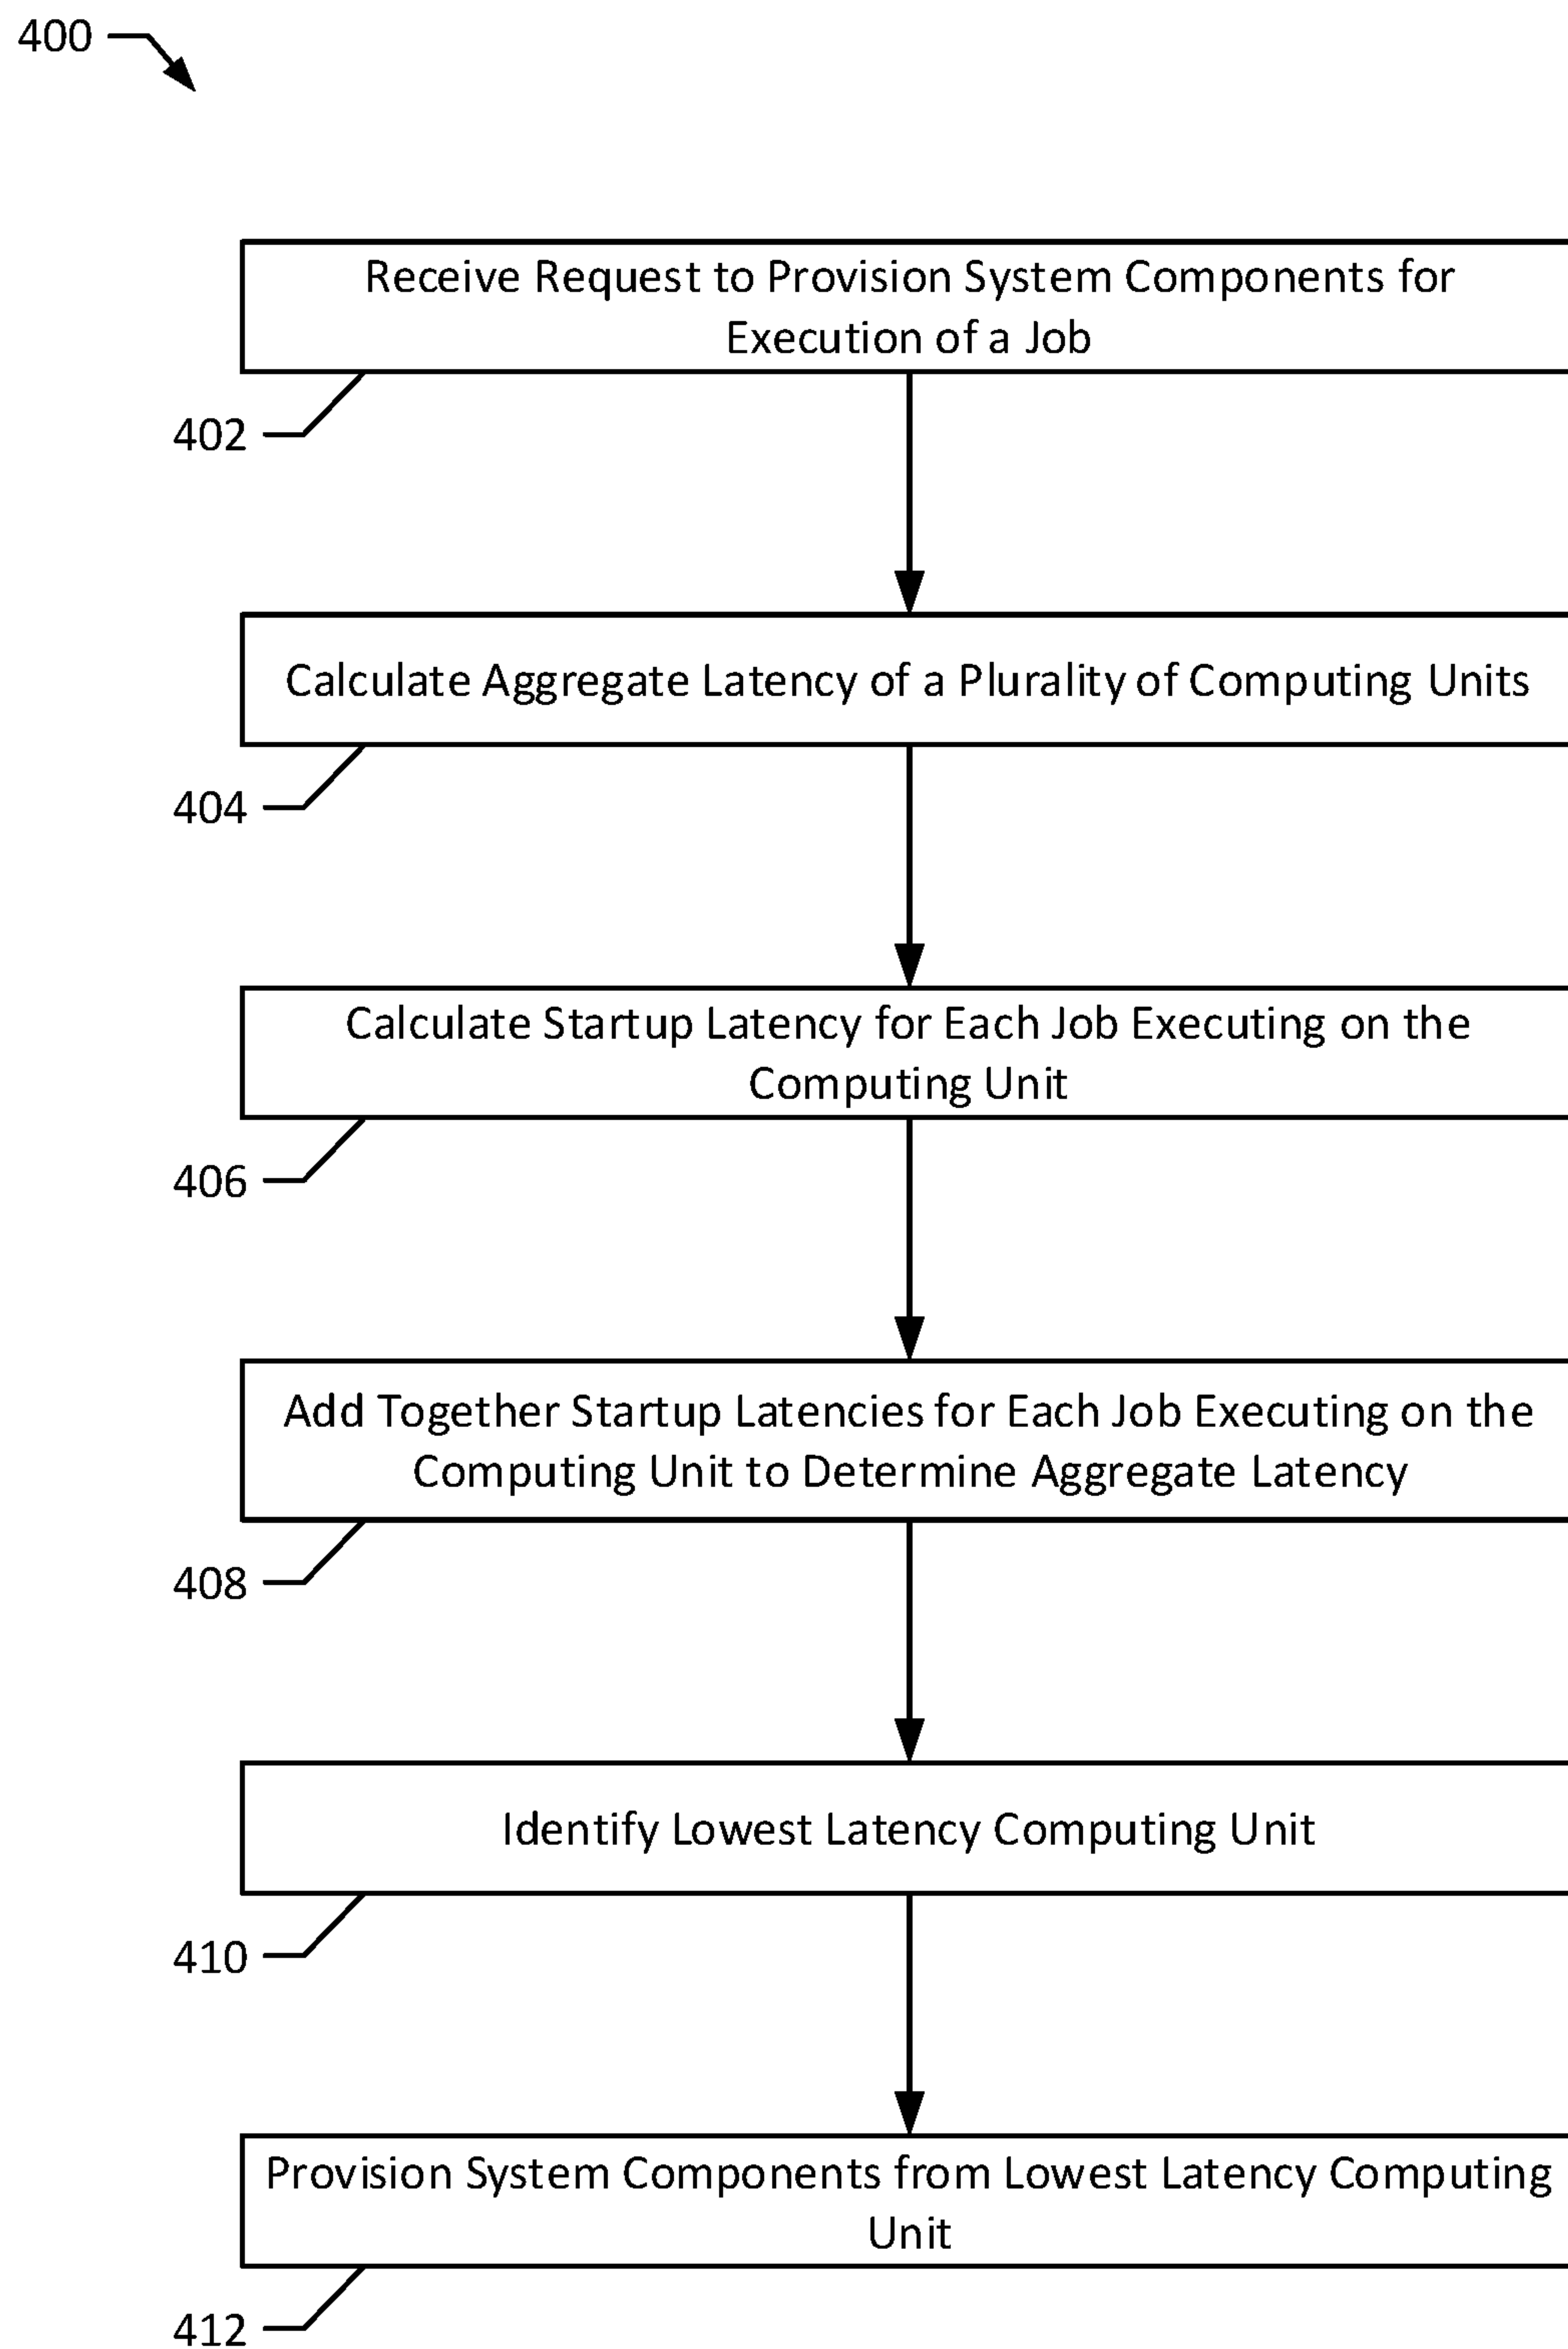 400
Receive Request to Provision System Components for
Execution of a Job
402
Calculate Aggregate Latency of a Plurality of Computing Units
404
Calculate Startup Latency for Each Job Executing on the
Computing Unit
406
Add Together Startup Latencies for Each Job Executing on the
Computing Unit to Determine Aggregate Latency
408
Identify Lowest Latency Computing Unit
410
Provision System Components from Lowest Latency Computing
Unit
412